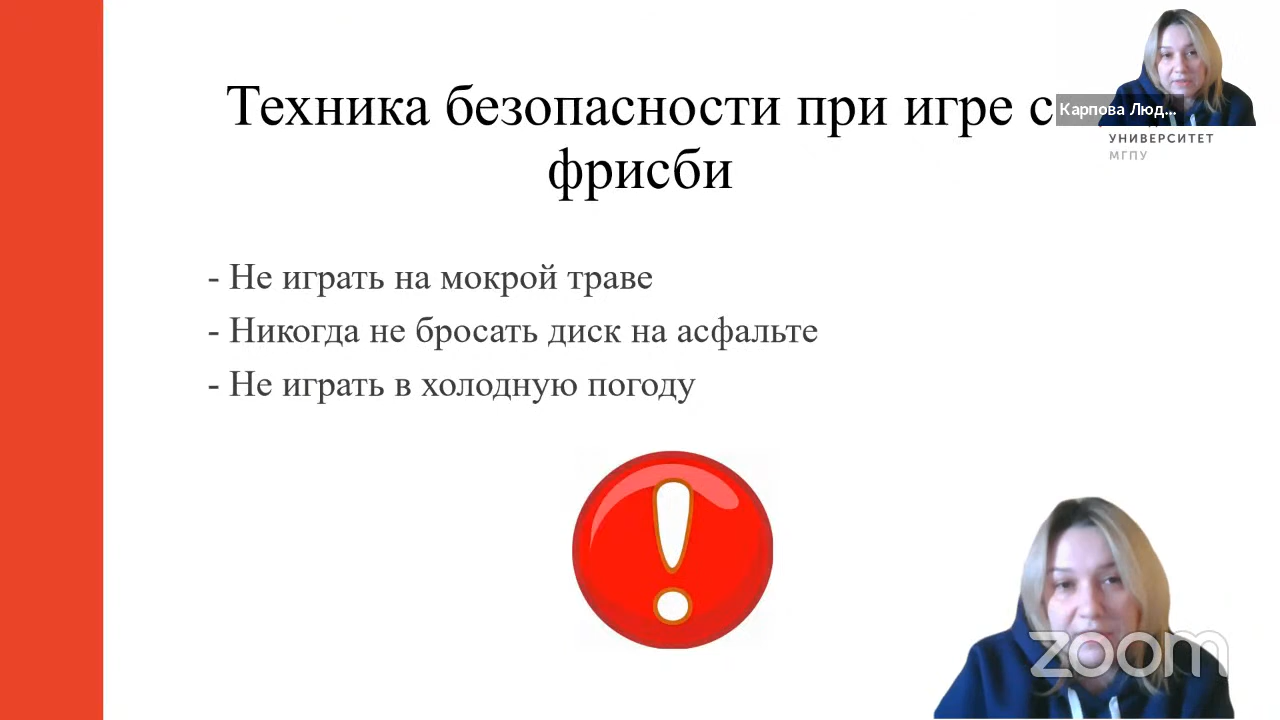 Техника безопасности при игре с
фрисби
Карпова Люд...
УНИВЕРСИТЕТ
МГПУ
- Не играть на мокрой траве
- Никогда не бросать диск на асфальте
- Не играть в холодную погоду
zoom